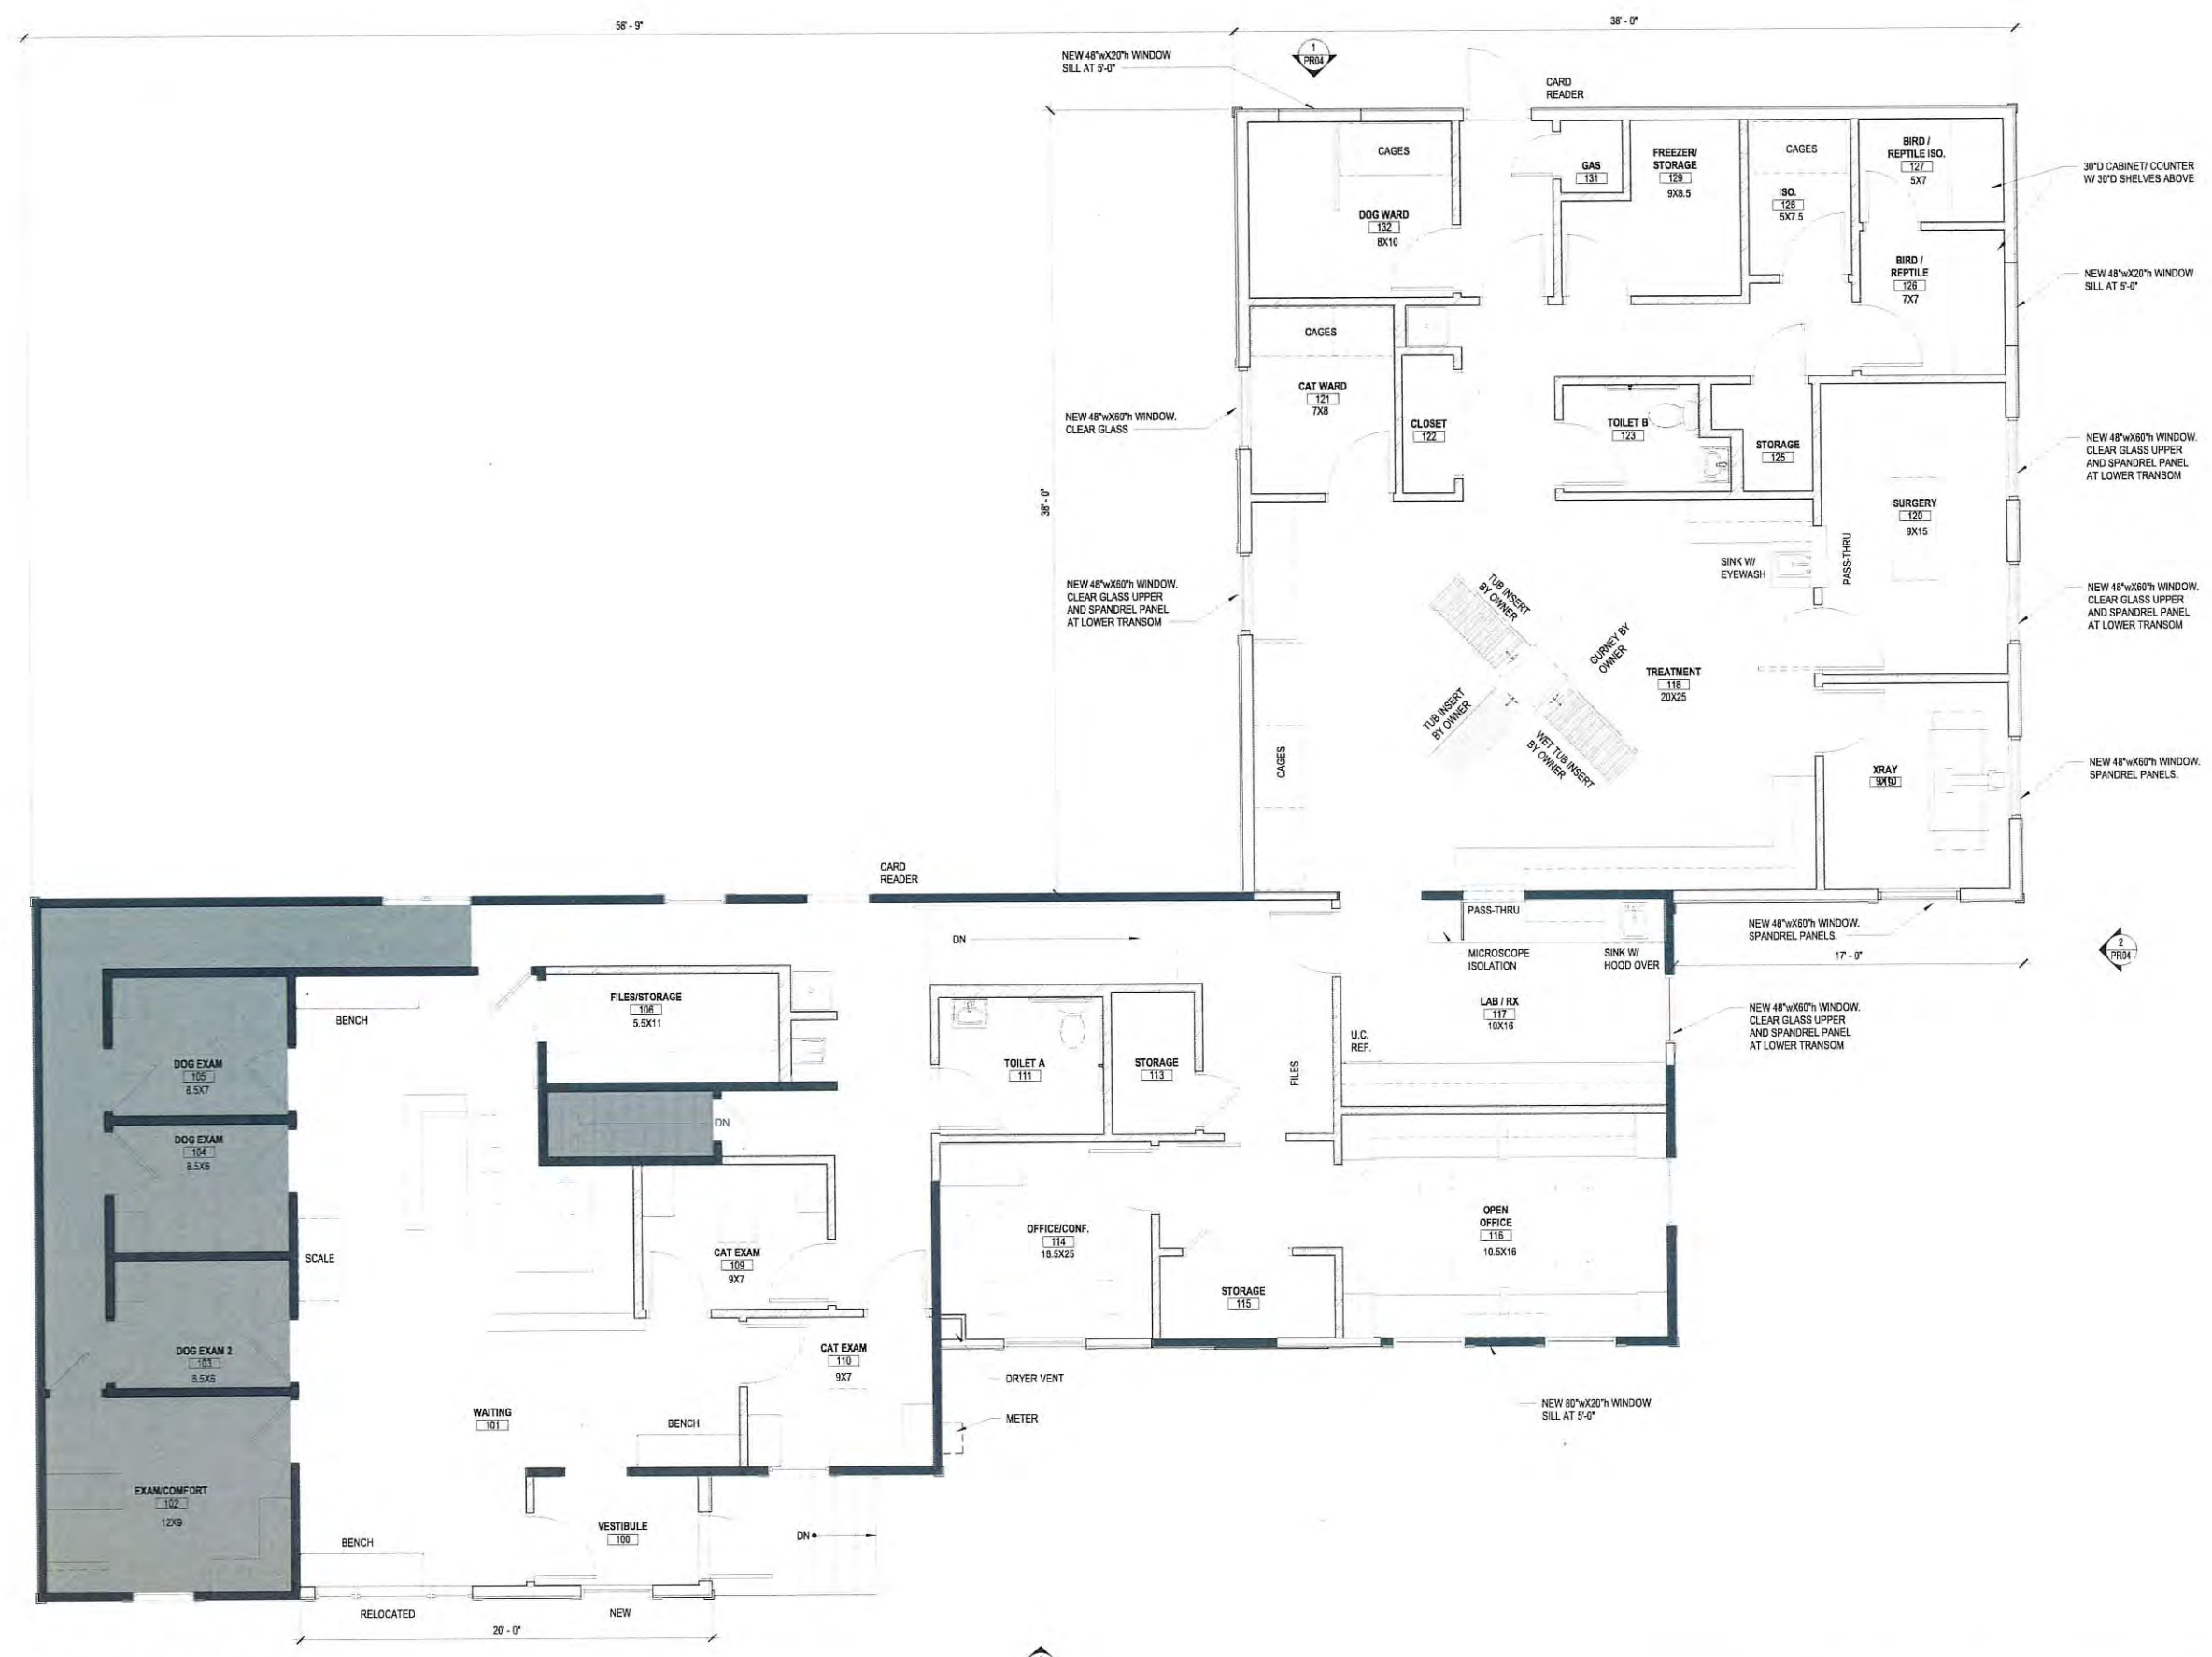 58' - 9"
38' - 0"
NEW 48"wX20"h WINDOW
SILL AT 5'-0"
1
PR04
CARD
READER
CAGES
GAS
131
FREEZER/
STORAGE
129
9X8.5
CAGES
ISO.
128
5X7.5
BIRD /
REPTILE ISO.
127
5X7
30"D CABINET/ COUNTER
W/ 30"D SHELVES ABOVE
DOG WARD
132
8X10
BIRD /
REPTILE
126
7X7
NEW 48"wX20"h WINDOW
SILL AT 5'-0"
CAGES
CAT WARD
121
7X8
NEW 48"wX60"h WINDOW.
CLEAR GLASS
CLOSET
122
TOILET B
123
STORAGE
125
NEW 48"wX60"h WINDOW.
CLEAR GLASS UPPER
AND SPANDREL PANEL
AT LOWER TRANSOM
38' - 0"
SURGERY
120
9X15
SINK W/
EYEWASH
PASS-THRU
NEW 48"wX60"h WINDOW.
CLEAR GLASS UPPER
AND SPANDREL PANEL
AT LOWER TRANSOM
TUB INSERT
BY OWNER
GURNEY BY
OWNER
NEW 48"wX60"h WINDOW.
CLEAR GLASS UPPER
AND SPANDREL PANEL
AT LOWER TRANSOM
TREATMENT
118
20X25
TUB INSERT
BY OWNER
WET TUB INSERT
BY OWNER
CAGES
XRAY
NEW 48"wX60"h WINDOW.
SPANDREL PANELS.
CARD
READER
PASS-THRU
NEW 48"wX60"h WINDOW.
SPANDREL PANELS.
2
PR04
DN
MICROSCOPE
ISOLATION
SINK W/
HOOD OVER
17' - 0"
FILES/STORAGE
106
5.5X11
BENCH
LAB / RX
117
10X16
NEW 48"wX60"h WINDOW.
CLEAR GLASS UPPER
AND SPANDREL PANEL
AT LOWER TRANSOM
U.C.
REF.
DOG EXAM
105
8.5X7
TOILET A
111
STORAGE
113
FILES
DN
DOG EXAM
104
8.5X6
SCALE
CAT EXAM
109
9X7
OFFICE/CONF.
114
18.5X25
OPEN
OFFICE
116
10.5X16
STORAGE
115
DOG EXAM 2
103
8.5X6
CAT EXAM
110
9X7
DRYER VENT
WAITING
101
BENCH
METER
NEW 80"wX20"h WINDOW
SILL AT 5'-0"
EXAM/COMFORT
102
12X9
VESTIBULE
100
DN
BENCH
RELOCATED
NEW
20' - 0"